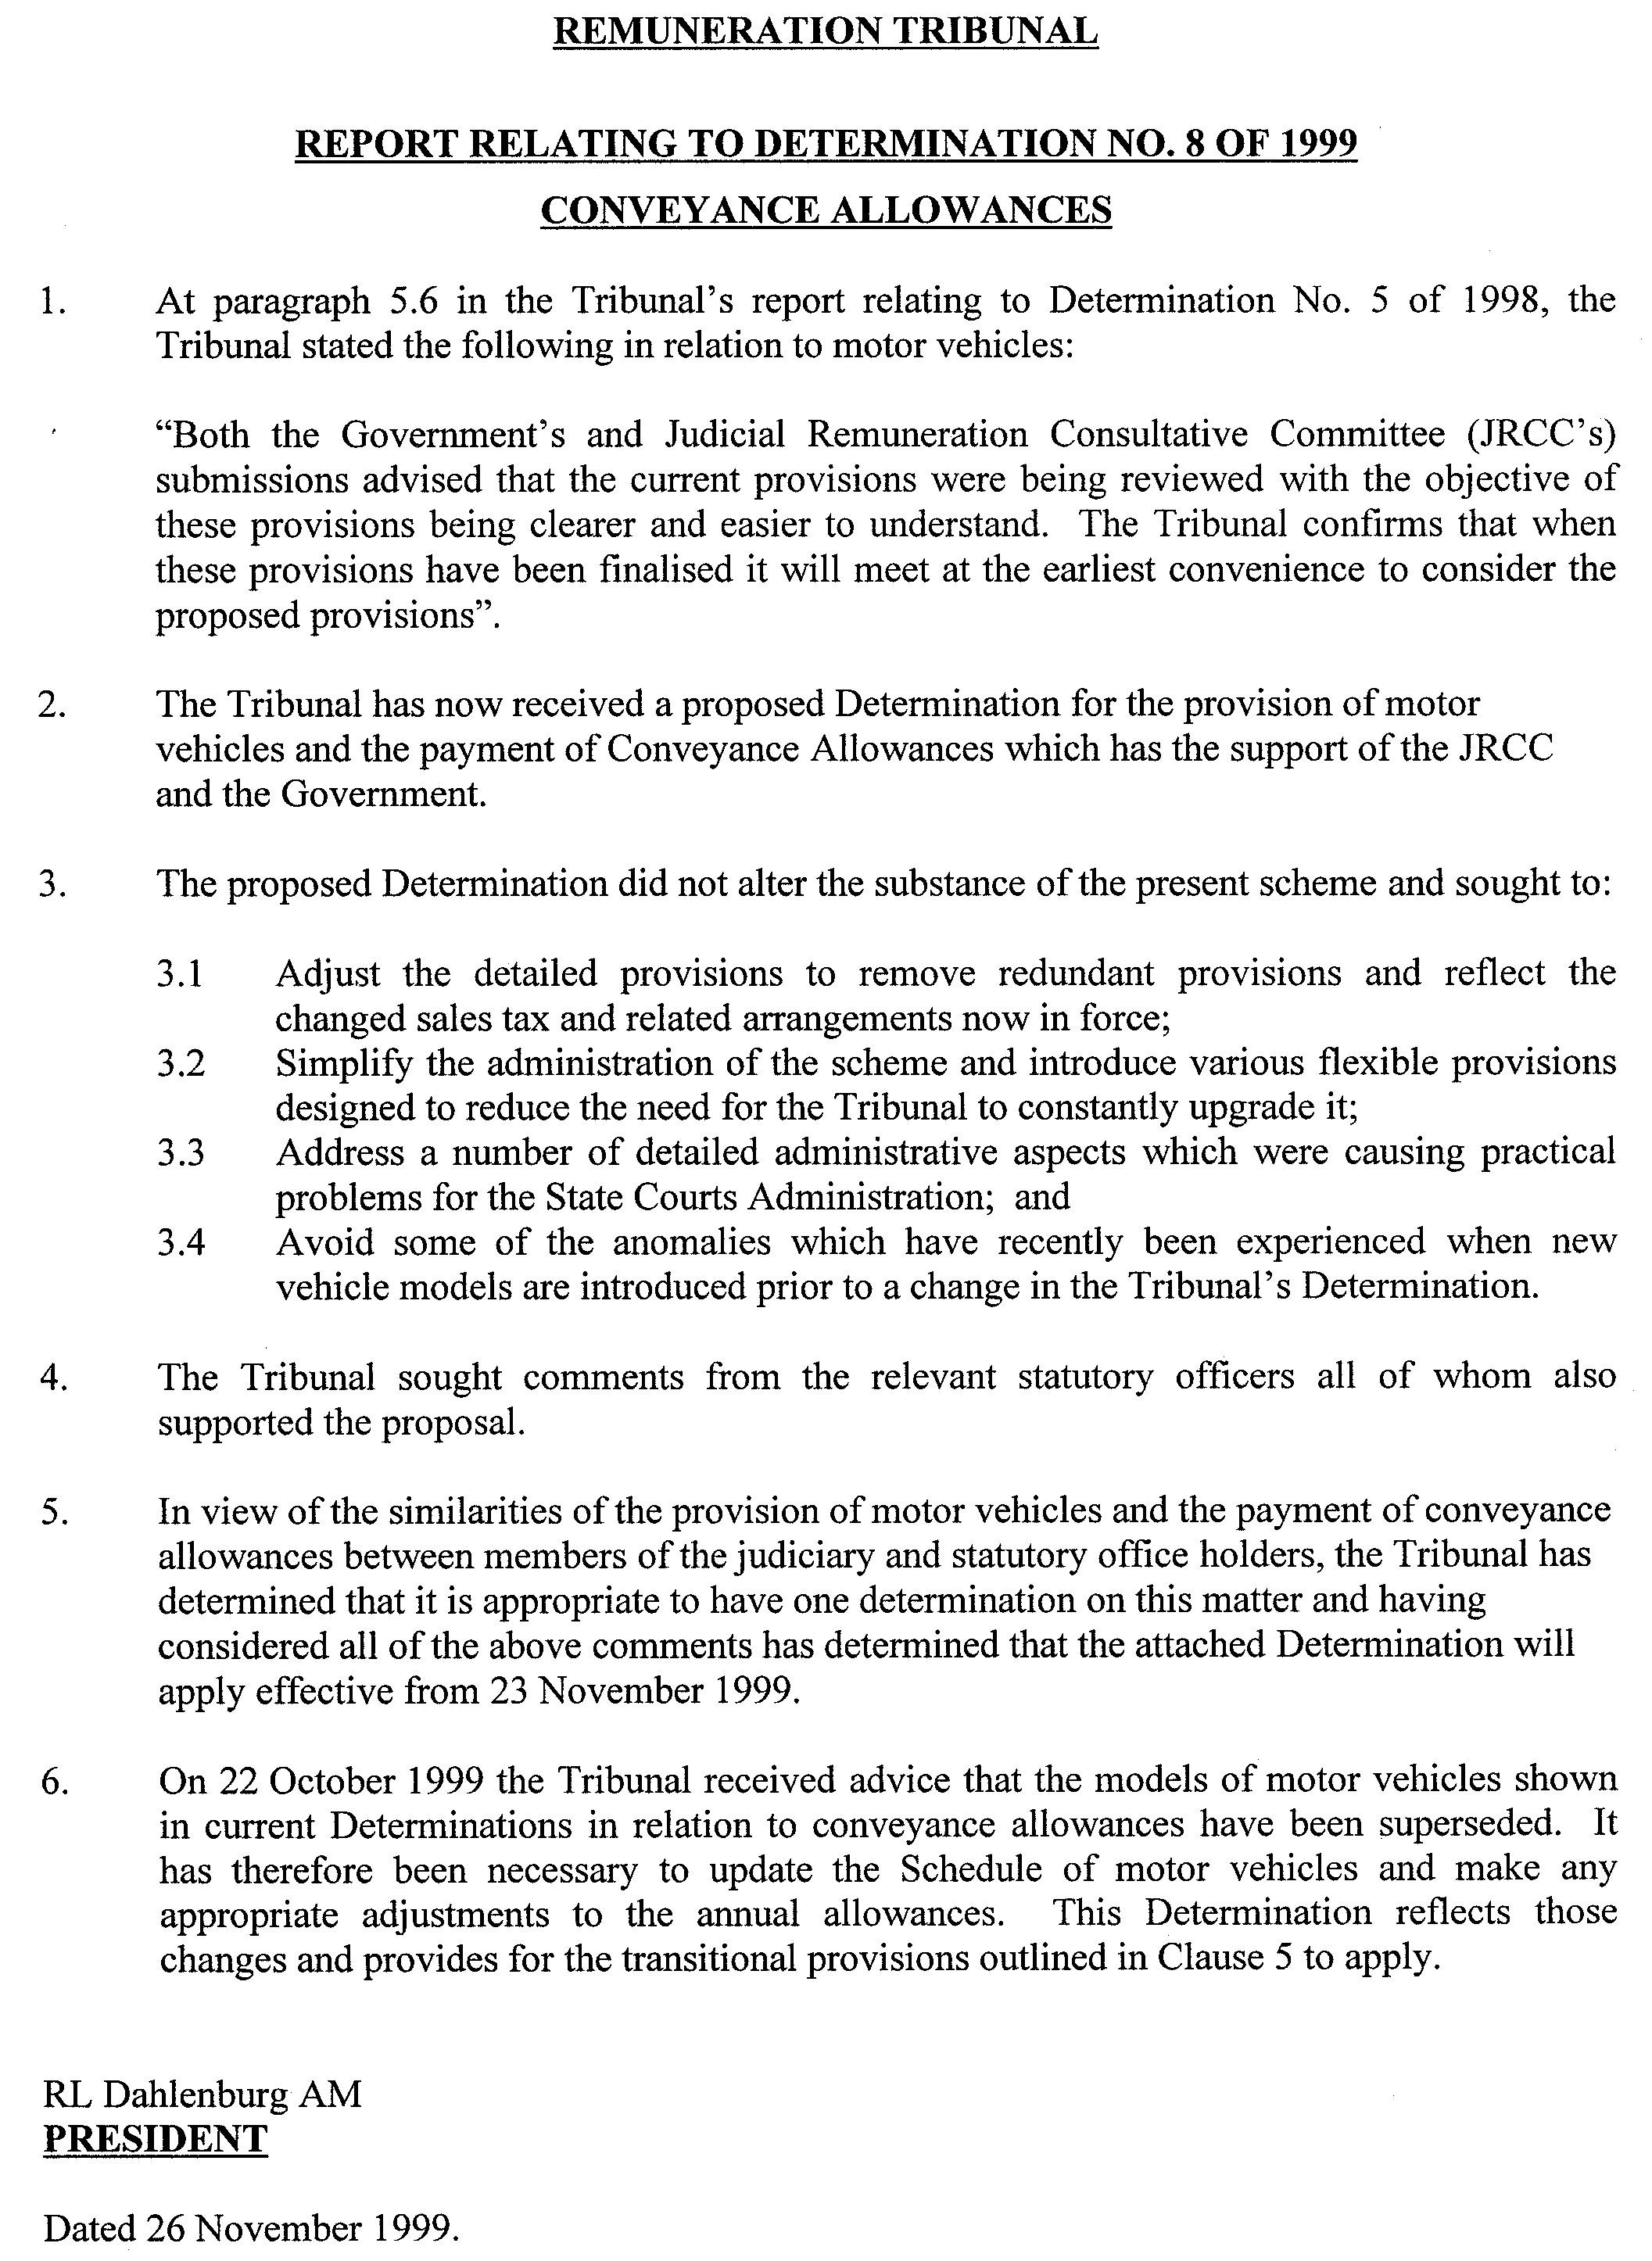 REMUNERATION TRIBUNAL
REPORT RELATING TO DETERMINATION NO. 8 OF 1999
CONVEYANCE ALLOWANCES
1. At paragraph 5.6 in the Tribunal's report relating to Determination No. 5 of 1998, the
Tribunal stated the following in relation to motor vehicles:
“Both the Government's and Judicial Remuneration Consultative Committee (JRCC's)
submissions advised that the current provisions were being reviewed with the objective of
these provisions being clearer and easier to understand. The Tribunal confirms that when
these provisions have been finalised it will meet at the earliest convenience to consider the
proposed provisions”.
2. The Tribunal has now received a proposed Determination for the provision of motor
vehicles and the payment of Conveyance Allowances which has the support of the JRCC
and the Government.
3. The proposed Determination did not alter the substance of the present scheme and sought to:
3.1 Adjust the detailed provisions to remove redundant provisions and reflect the
changed sales tax and related arrangements now in force;
3.2 Simplify the administration of the scheme and introduce various flexible provisions
designed to reduce the need for the Tribunal to constantly upgrade it;
3.3 Address a number of detailed administrative aspects which were causing practical
problems for the State Courts Administration; and
3.4 Avoid some of the anomalies which have recently been experienced when new
vehicle models are introduced prior to a change in the Tribunal's Determination.
4. The Tribunal sought comments from the relevant statutory officers all of whom also
supported the proposal.
5. In view of the similarities of the provision of motor vehicles and the payment of conveyance
allowances between members of the judiciary and statutory office holders, the Tribunal has
determined that it is appropriate to have one determination on this matter and having
considered all of the above comments has determined that the attached Determination will
apply effective from 23 November 1999.
6. On 22 October 1999 the Tribunal received advice that the models of motor vehicles shown
in current Determinations in relation to conveyance allowances have been superseded. It
has therefore been necessary to update the Schedule of motor vehicles and make any
appropriate adjustments to the annual allowances. This Determination reflects those
changes and provides for the transitional provisions outlined in Clause 5 to apply.
RL Dahlenburg AM
PRESIDENT
Dated 26 November 1999.